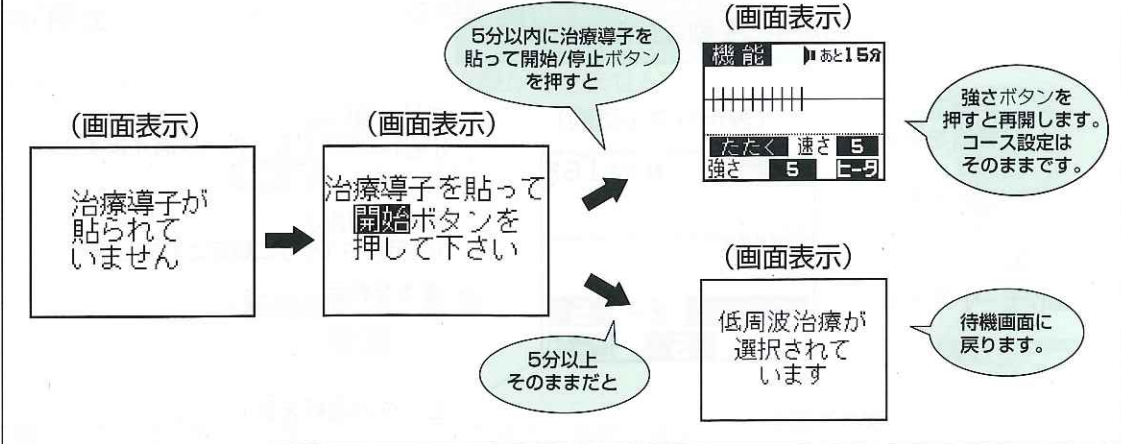 (画面表示)
治療導子が
貼られて
いません
(画面表示)
治療導子を貼って
開始ボタンを
押して下さい
5分以内に治療導子を
貼って開始/停止ボタン
を押すと
(画面表示)
機能 あと15分
たたく 速さ 5
強さ 5 ヒータ
強さボタンを
押すと再開します。
コース設定は
そのままです。
5分以上
そのままだと
(画面表示)
低周波治療が
選択されて
います
待機画面に
戻ります。